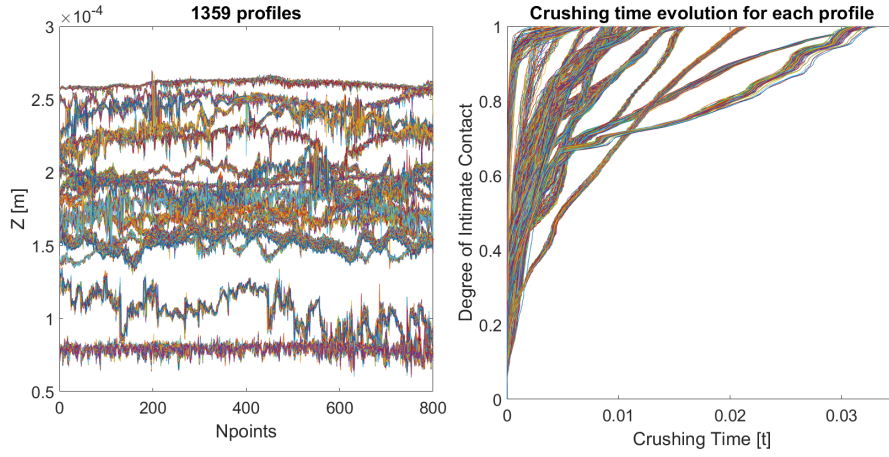 1359 profiles
×10⁻⁴
3
2.5
2
1.5
1
0.5
Z [m]
0 200 400 600 800
Npoints
Crushing time evolution for each profile
1
0.8
0.6
0.4
0.2
0
Degree of Intimate Contact
0 0.01 0.02 0.03
Crushing Time [t]